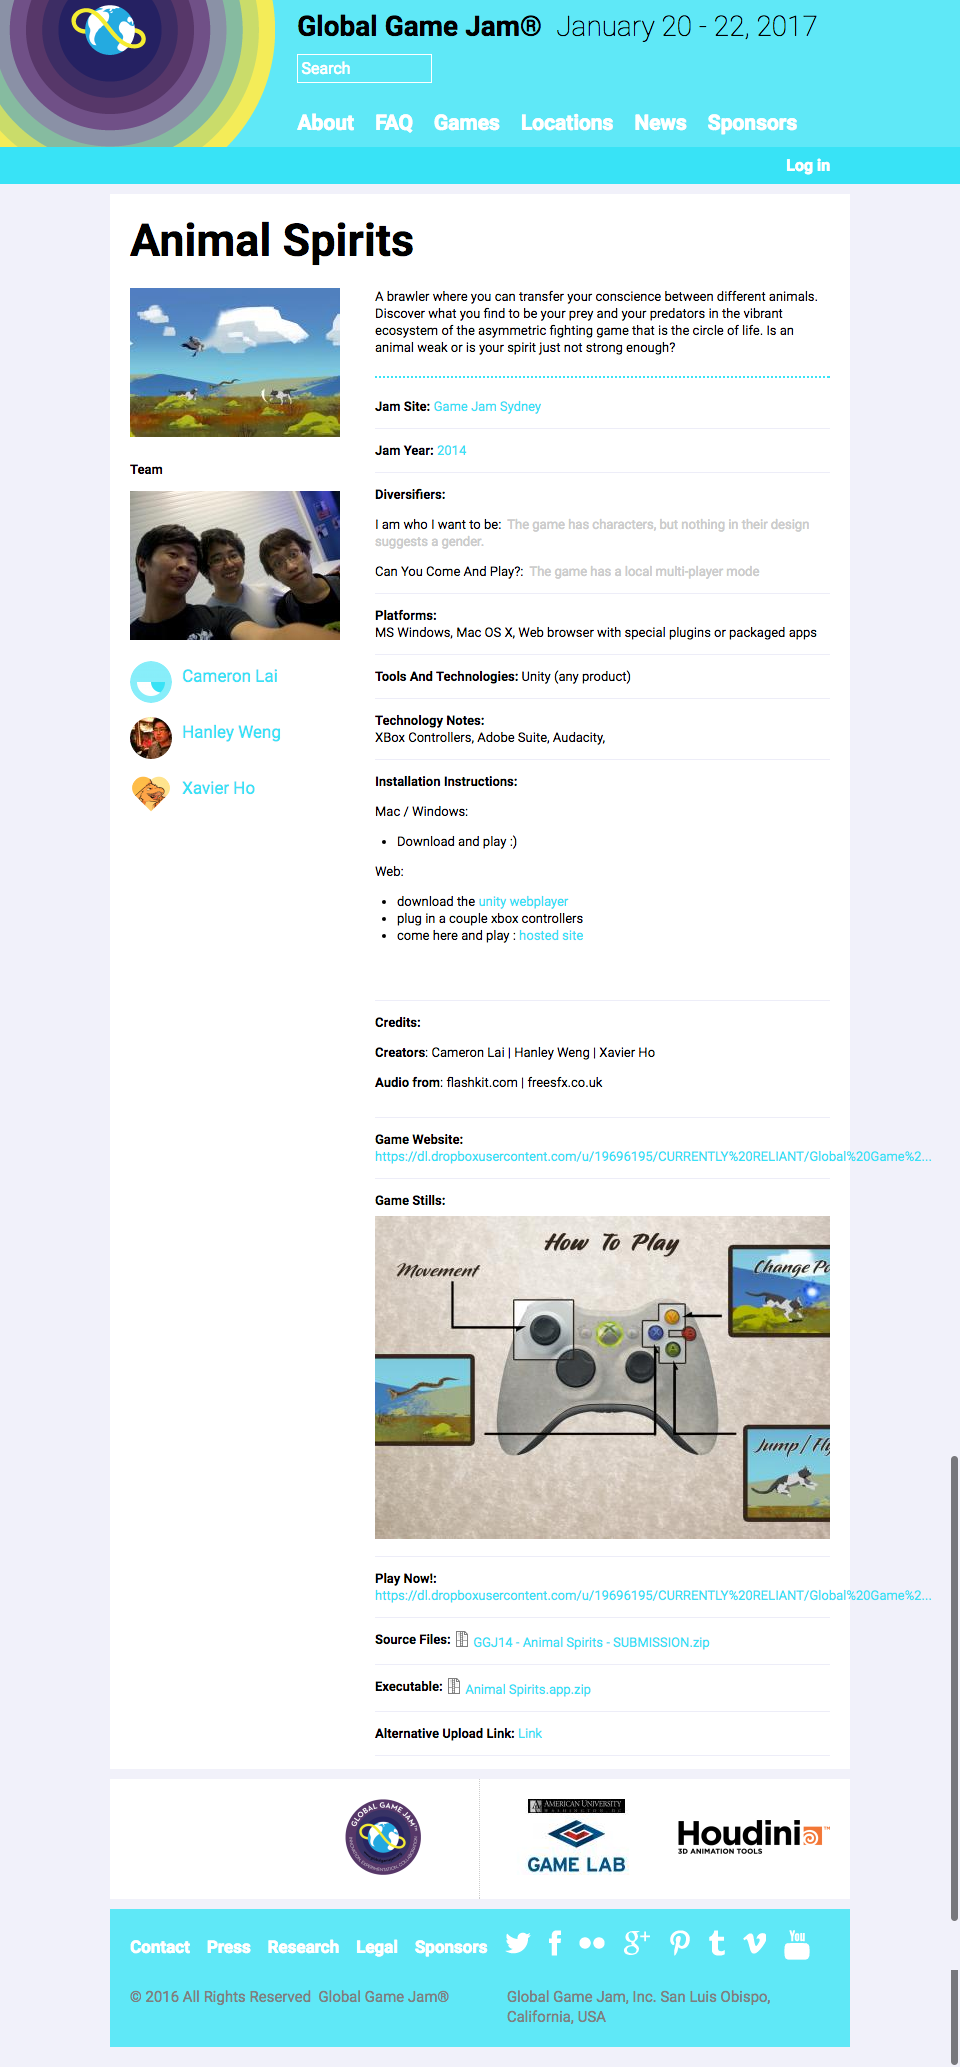 Global Game Jam® January 20 - 22, 2017
Search
About FAQ Games Locations News Sponsors
Log in
Animal Spirits
A brawler where you can transfer your conscience between different animals.
Discover what you find to be your prey and your predators in the vibrant
ecosystem of the asymmetric fighting game that is the circle of life. Is an
animal weak or is your spirit just not strong enough?
Team
Cameron Lai
Hanley Weng
Xavier Ho
Jam Site: Game Jam Sydney
Jam Year: 2014
Diversifiers:
I am who I want to be: The game has characters, but nothing in their design
suggests a gender.
Can You Come And Play?: The game has a local multi-player mode
Platforms:
MS Windows, Mac OS X, Web browser with special plugins or packaged apps
Tools And Technologies: Unity (any product)
Technology Notes:
XBox Controllers, Adobe Suite, Audacity,
Installation Instructions:
Mac / Windows:
• Download and play :)
Web:
• download the unity webplayer
• plug in a couple xbox controllers
• come here and play : hosted site
Credits:
Creators: Cameron Lai | Hanley Weng | Xavier Ho
Audio from: flashkit.com | freesfx.co.uk
Game Website:
https://dl.dropboxusercontent.com/u/19696195/CURRENTLY%20RELIANT/Global%20Game%2...
Game Stills:
How To Play
Movement
Change Po
Y
X
B
A
Jump/Fly
Play Now!:
https://dl.dropboxusercontent.com/u/19696195/CURRENTLY%20RELIANT/Global%20Game%2...
Source Files: GGJ14 - Animal Spirits - SUBMISSION.zip
Executable: Animal Spirits.app.zip
Alternative Upload Link: Link
GLOBAL GAME JAM™
INNOVATION EXPERIMENTATION COLLABORATION
AMERICAN UNIVERSITY
WASHINGTON, DC
GAME LAB
Houdini™
3D ANIMATION TOOLS
Contact Press Research Legal Sponsors
You
© 2016 All Rights Reserved Global Game Jam®
Global Game Jam, Inc. San Luis Obispo,
California, USA